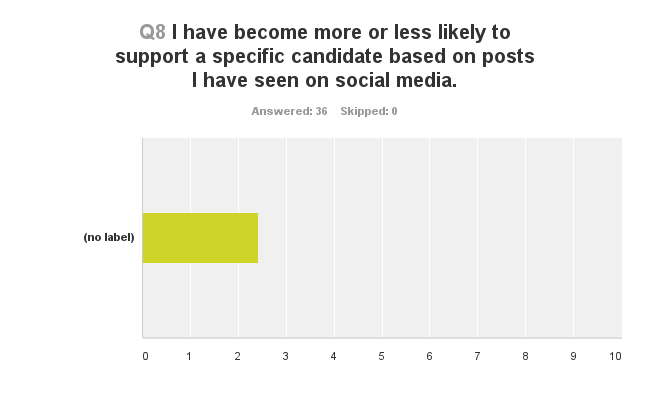 Q8 I have become more or less likely to
support a specific candidate based on posts
I have seen on social media.
Answered: 36 Skipped: 0
(no label)
0 1 2 3 4 5 6 7 8 9 10